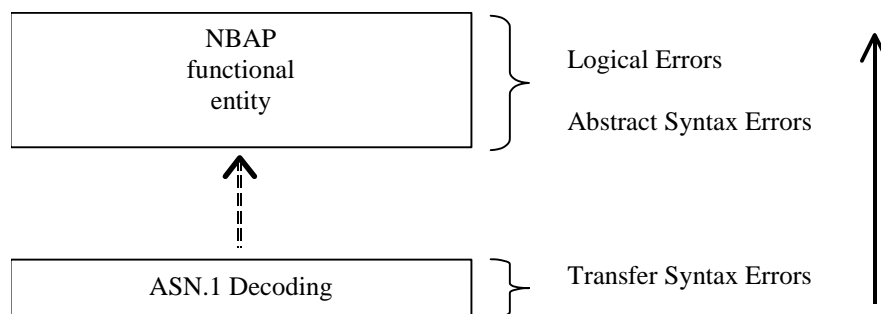 NBAP
functional
entity
Logical Errors
Abstract Syntax Errors
ASN.1 Decoding
Transfer Syntax Errors